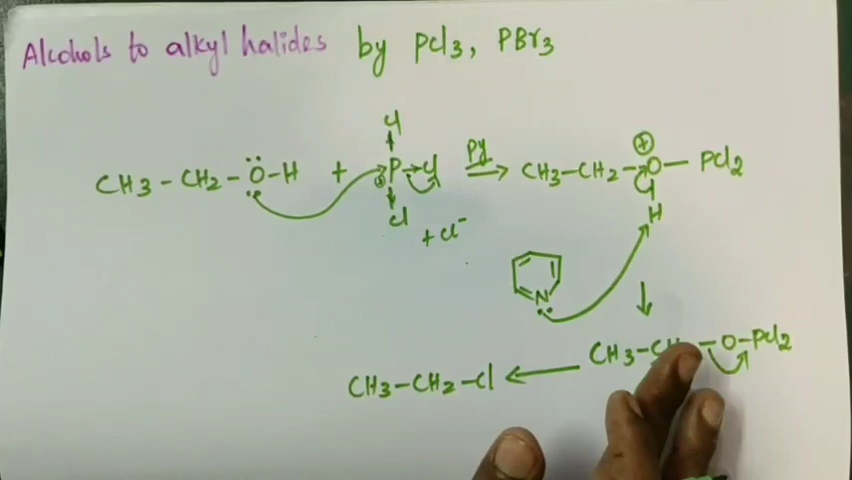 Alcohols to alkyl halides by PCl3, PBr3
Cl
CH3 - CH2 - O - H + P - Cl Py CH3 - CH2 - O - PCl2
Cl H
+ Cl-
N
CH3 - CH - O - PCl2
CH3 - CH2 - Cl